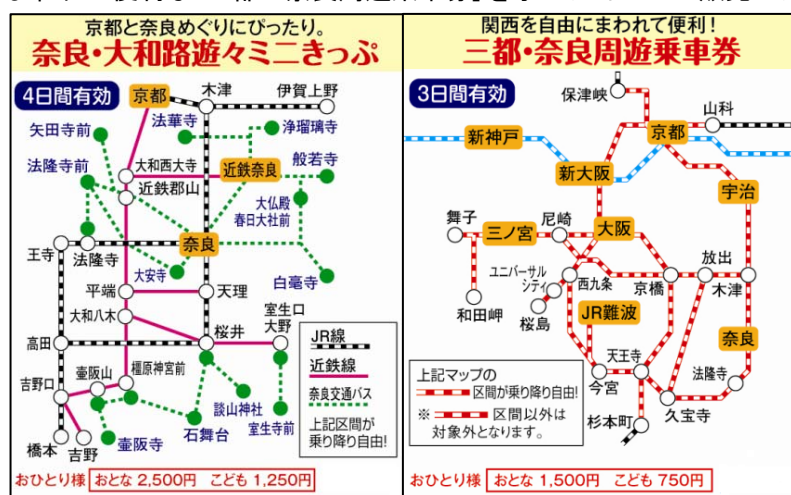 京都と奈良めぐりにぴったり。
奈良・大和路遊々ミニきっぷ
4日間有効
京都
木津
伊賀上野
矢田寺前
法華寺
浄瑠璃寺
法隆寺前
大和西大寺
近鉄奈良
般若寺
近鉄郡山
大仏殿
春日大社前
王寺
法隆寺
奈良
大安寺
白毫寺
平端
天理
大和八木
室生口
大野
高田
桜井
JR線
近鉄線
奈良交通バス
上記区間が
乗り降り自由!
壷阪山
橿原神宮前
吉野口
談山神社
室生寺前
橋本
吉野
壷阪寺
石舞台
おひとり様 おとな 2,500円 こども 1,250円
関西を自由にまわれて便利!
三都・奈良周遊乗車券
3日間有効
保津峡
山科
新神戸
京都
新大阪
宇治
舞子
三ノ宮
尼崎
大阪
放出
ユニバーサル
シティ
西九条
京橋
木津
和田岬
桜島
JR難波
奈良
天王寺
法隆寺
今宮
久宝寺
杉本町
上記マップの
区間が乗り降り自由!
※ 区間以外は
対象外となります。
おひとり様 おとな 1,500円 こども 750円